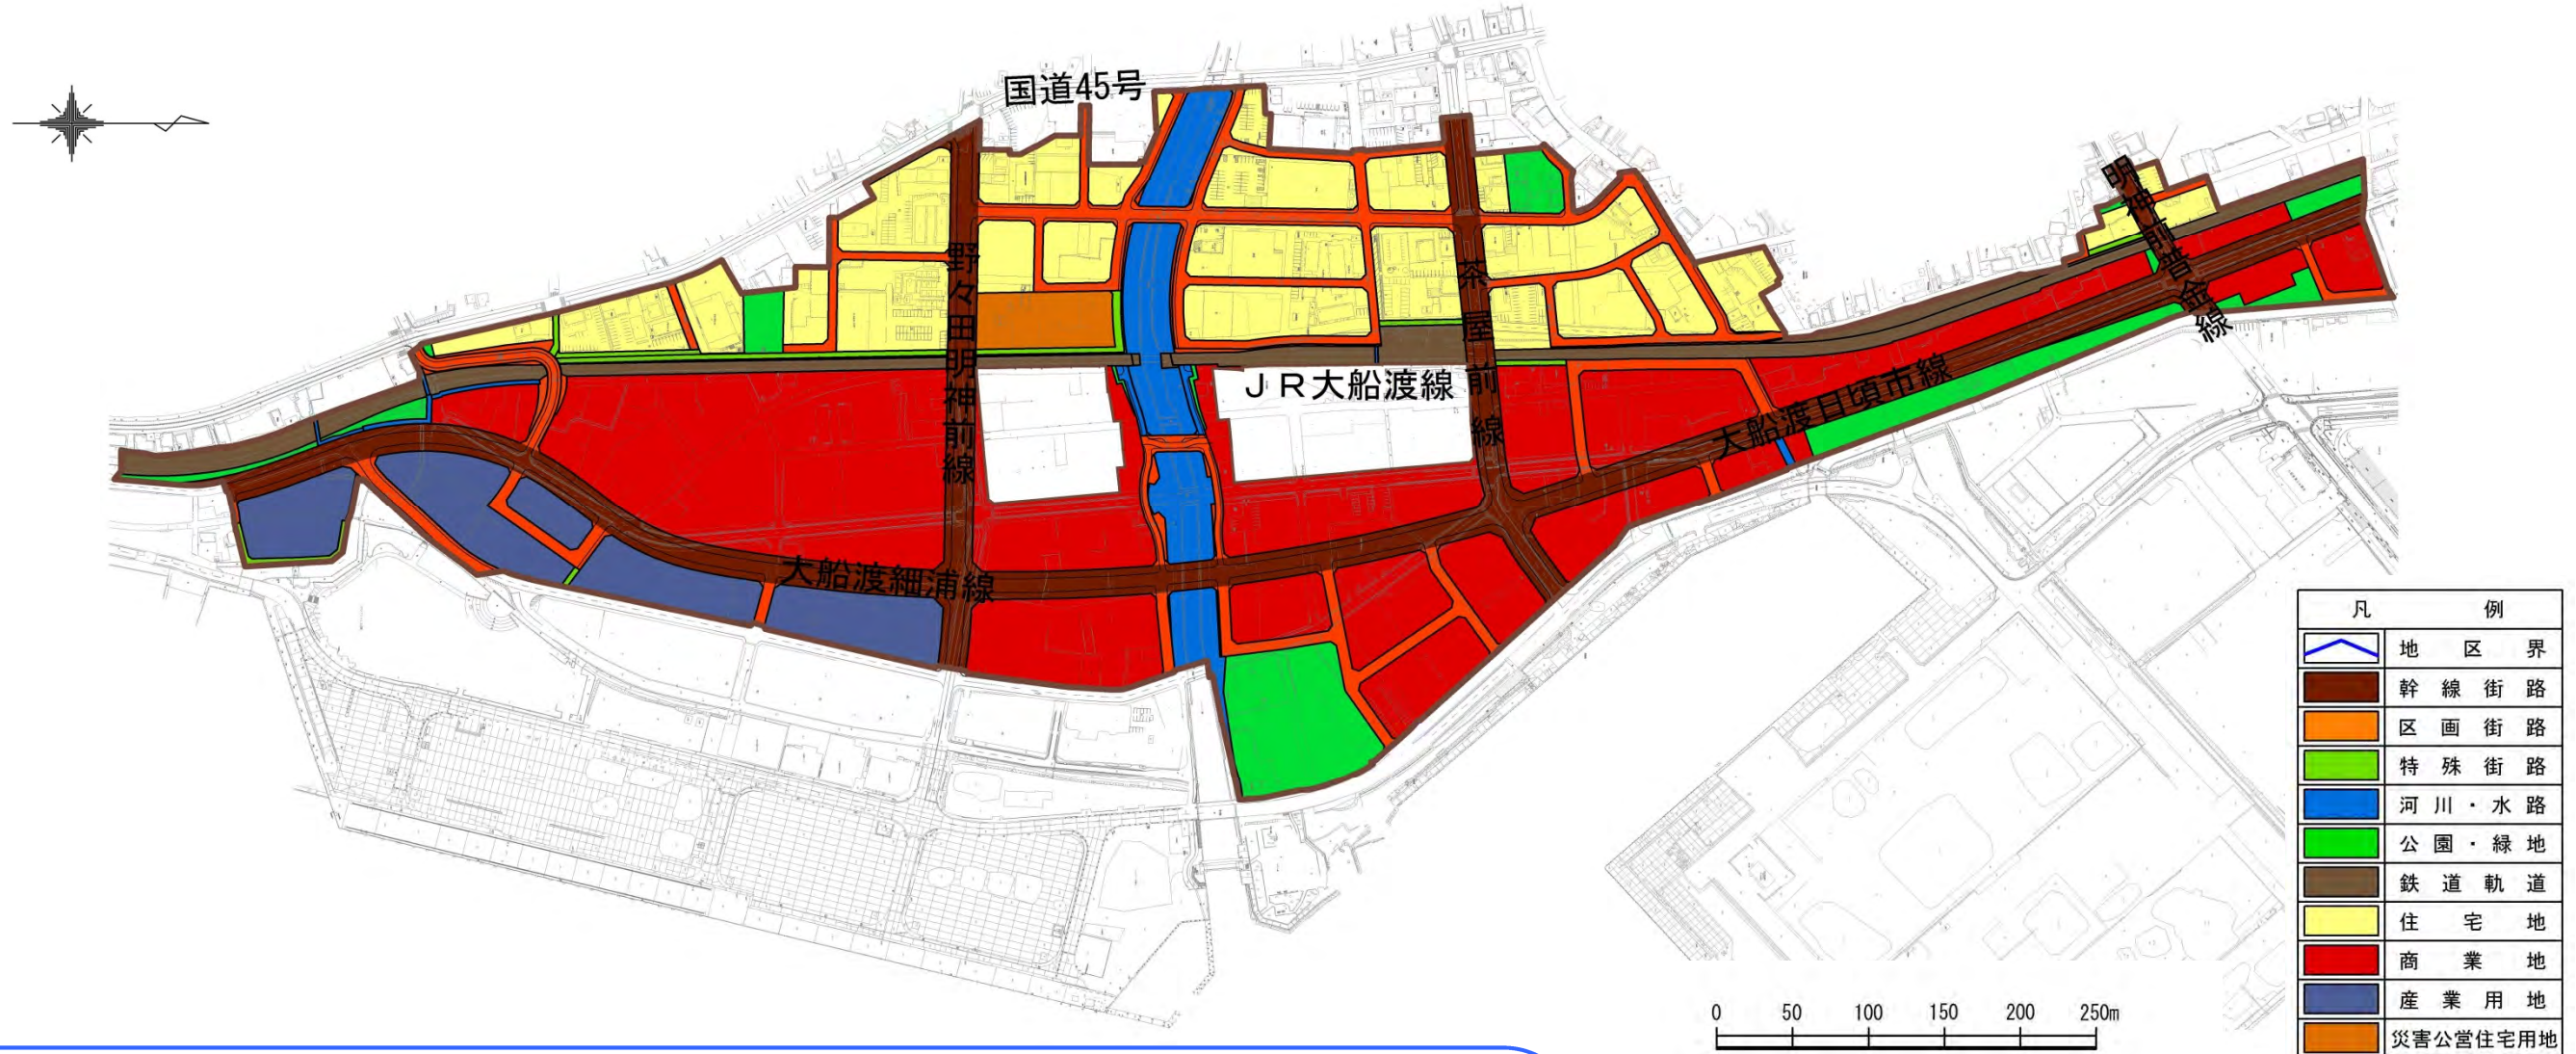 国道45号
明神前普金線
野々田明神前線
茶屋前線
JR大船渡線
大船渡日頃市線
大船渡細浦線
凡例
地区界
幹線街路
区画街路
特殊街路
河川・水路
公園・緑地
鉄道軌道
住宅地
商業地
産業用地
災害公営住宅用地
0 50 100 150 200 250m